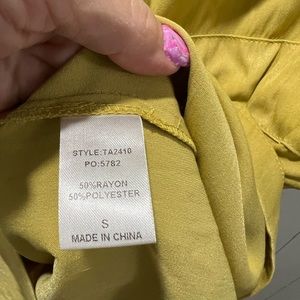 STYLE:TA2410
PO:5782
50%RAYON
50%POLYESTER
S
MADE IN CHINA